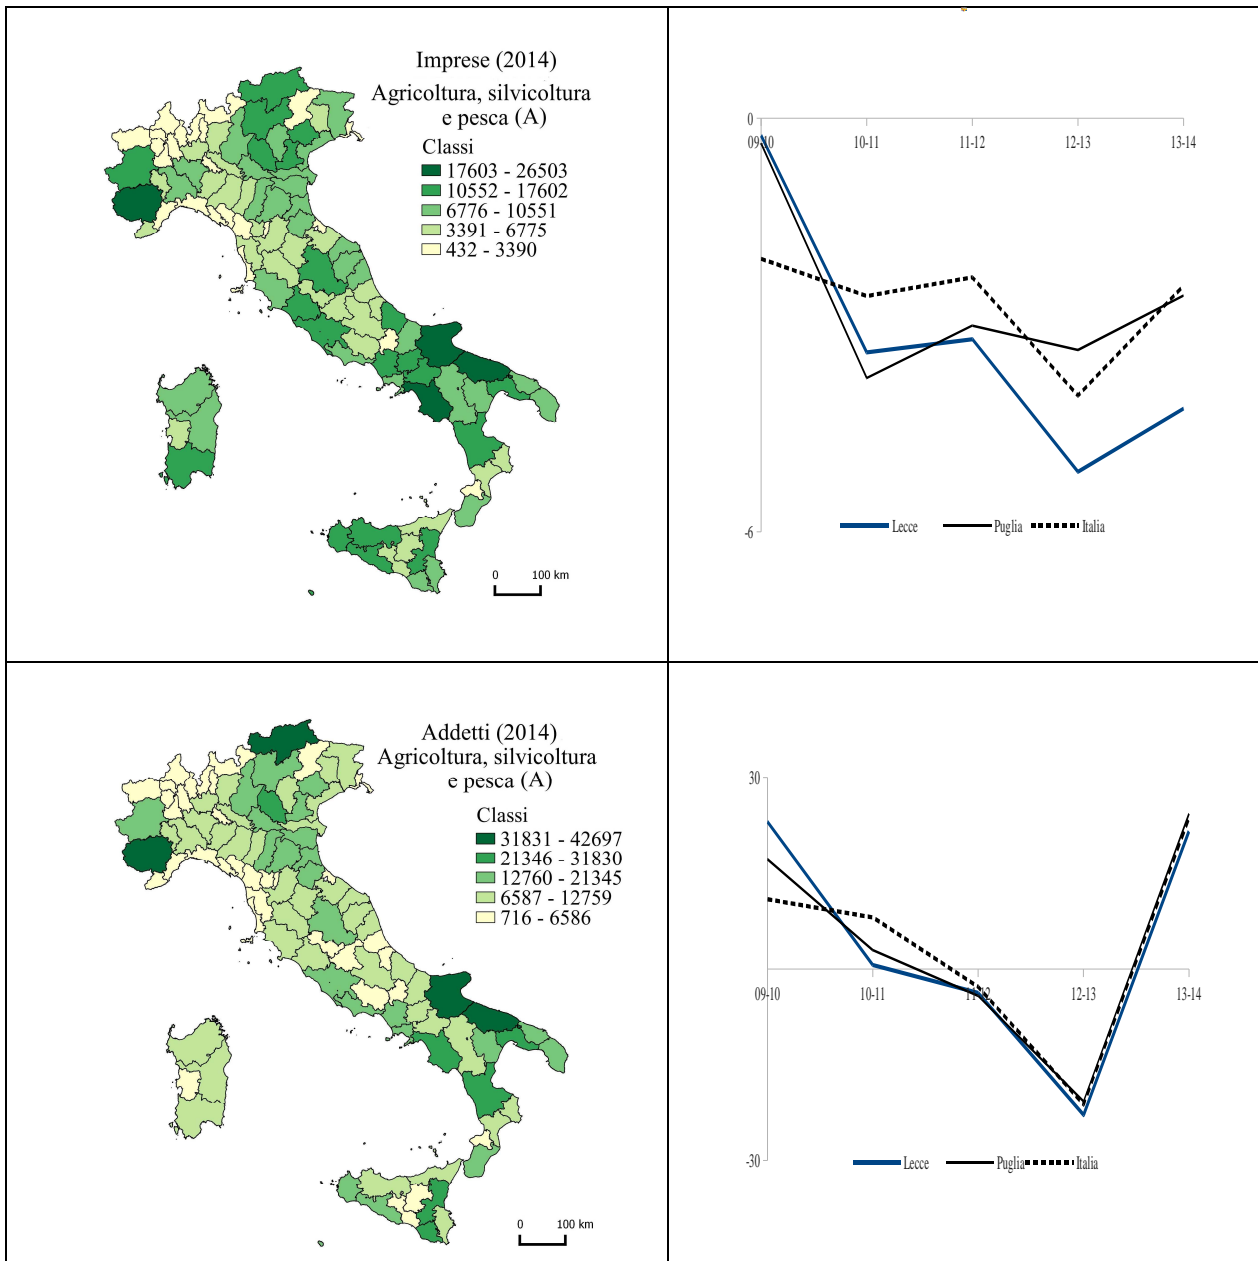 Imprese (2014)
Agricoltura, silvicoltura
e pesca (A)
Classi
17603 - 26503
10552 - 17602
6776 - 10551
3391 - 6775
432 - 3390
0 100 km
0
09-10 10-11 11-12 12-13 13-14
-6
Lecce Puglia Italia
Addetti (2014)
Agricoltura, silvicoltura
e pesca (A)
Classi
31831 - 42697
21346 - 31830
12760 - 21345
6587 - 12759
716 - 6586
0 100 km
30
09-10 10-11 11-12 12-13 13-14
-30
Lecce Puglia Italia